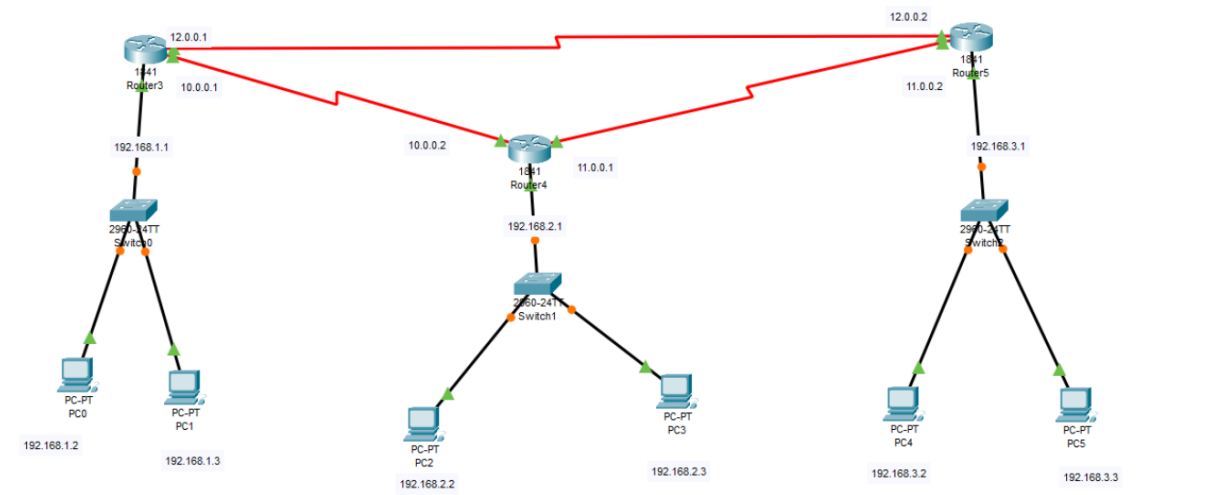 12.0.0.1
12.0.0.2
1841
Router3
10.0.0.1
1841
Router5
11.0.0.2
192.168.1.1
10.0.0.2
1841
Router4
11.0.0.1
192.168.3.1
2960-24TT
Switch0
192.168.2.1
2960-24TT
Switch2
2960-24TT
Switch1
PC-PT
PC0
PC-PT
PC1
PC-PT
PC2
PC-PT
PC3
PC-PT
PC4
PC-PT
PC5
192.168.1.2
192.168.1.3
192.168.2.2
192.168.2.3
192.168.3.2
192.168.3.3